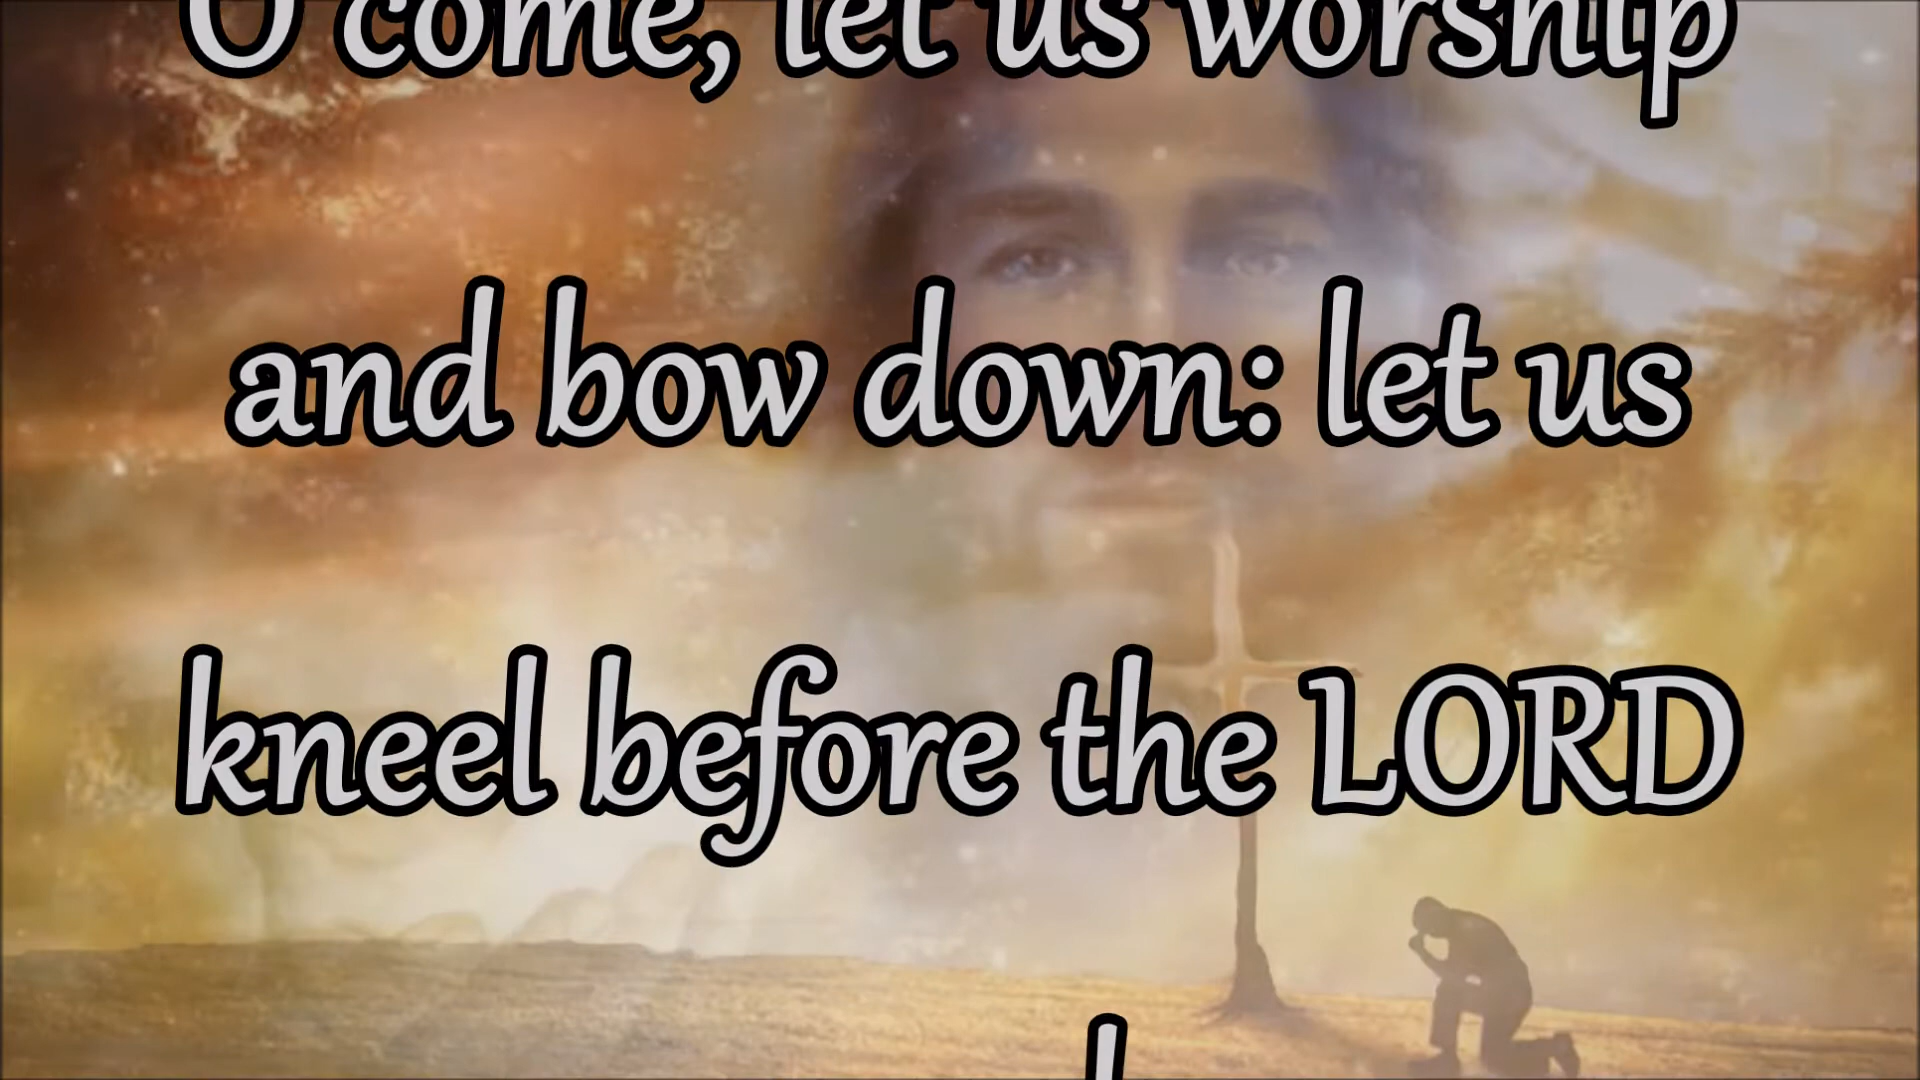 O come, let us worship
and bow down: let us
kneel before the LORD